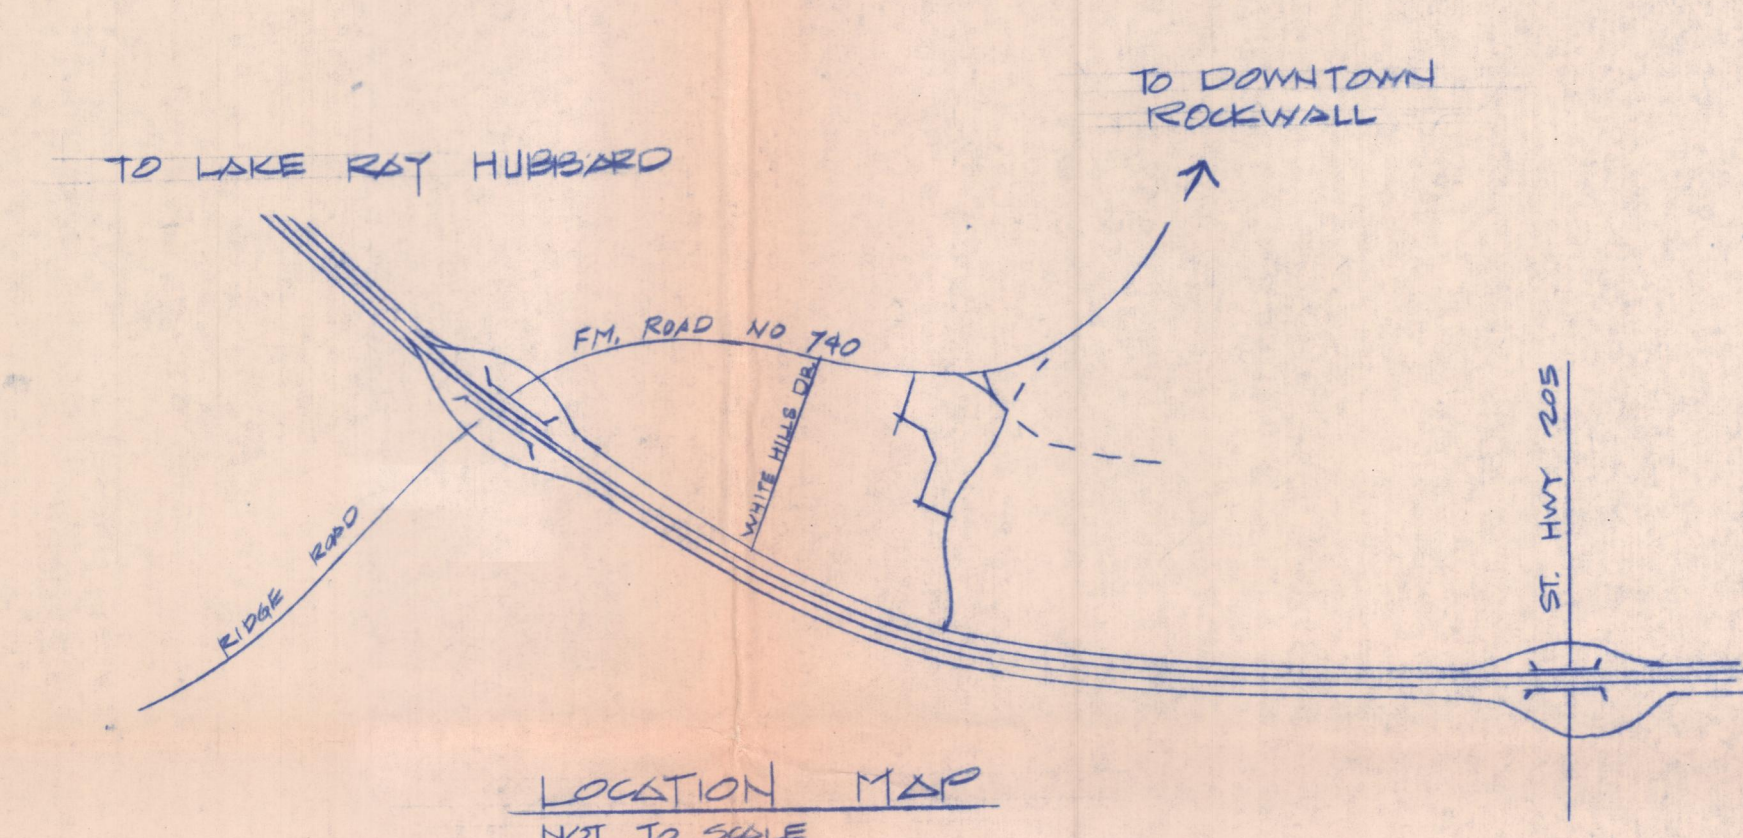 TO DOWNTOWN
ROCKWALL
TO LAKE RAY HUBBARD
FM. ROAD NO 740
WHITE HILLS DR.
ST. HWY 205
RIDGE ROAD
LOCATION MAP
NOT TO SCALE